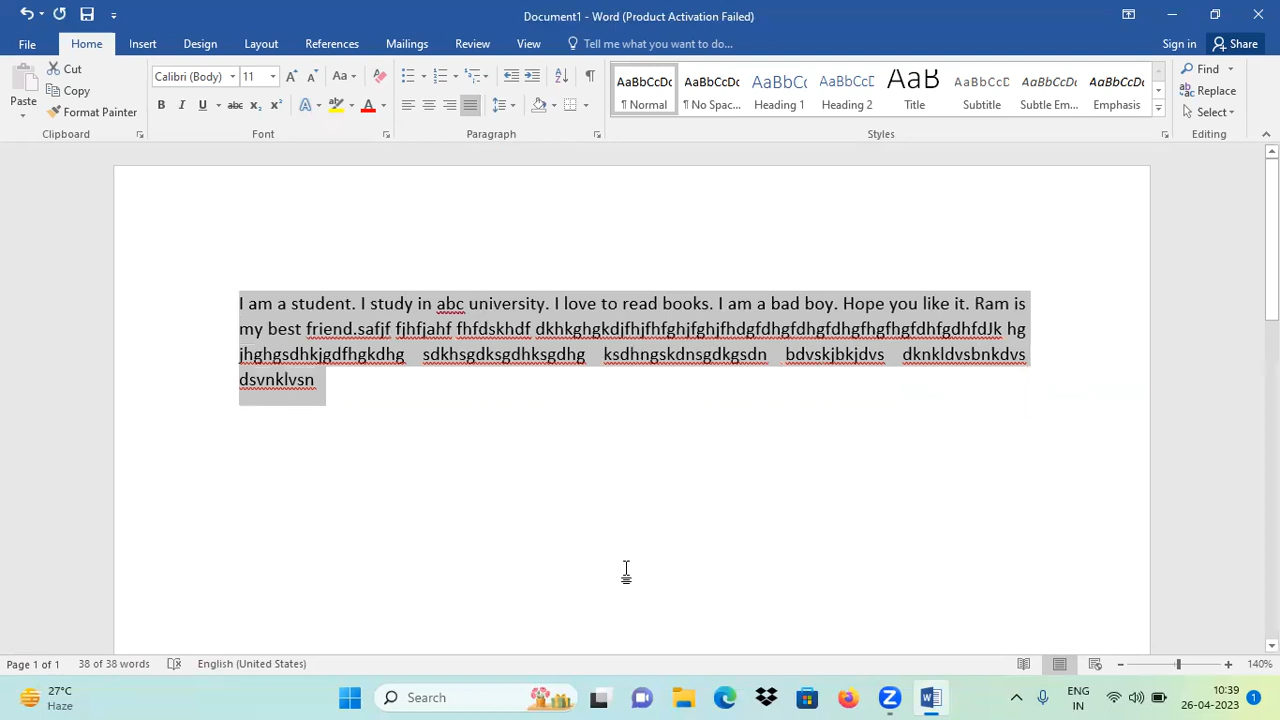 Document1 - Word (Product Activation Failed)
File Home Insert Design Layout References Mailings Review View Tell me what you want to do... Sign in Share
Paste
Cut
Copy
Format Painter
Clipboard
Calibri (Body) 11
Font
Paragraph
AaBbCcDc AaBbCcDc AaBbCc AaBbCcC AaB AaBbCcC AaBbCcDc AaBbCcDc
¶ Normal ¶ No Spac... Heading 1 Heading 2 Title Subtitle Subtle Em... Emphasis
Styles
Find
Replace
Select
Editing
I am a student. I study in abc university. I love to read books. I am a bad boy. Hope you like it. Ram is
my best friend.safjf fjhfjahf fhfdskhdf dkhkghgkdjfhjfhfghjfghjfhdgfdhgfdhgfdhgfhgfhgfdhfgdhfdJk hg
jhghgsdhkjgdfhgkdhg sdkhsgdksgdhksgdhg ksdhngskdnsgdkgsdn bdvskjbkjdvs dknkldvsbnkdvs
dsvnklvsn
Page 1 of 1 38 of 38 words English (United States) 140%
27°C
Haze
Search
ENG
IN
10:39
26-04-2023
1